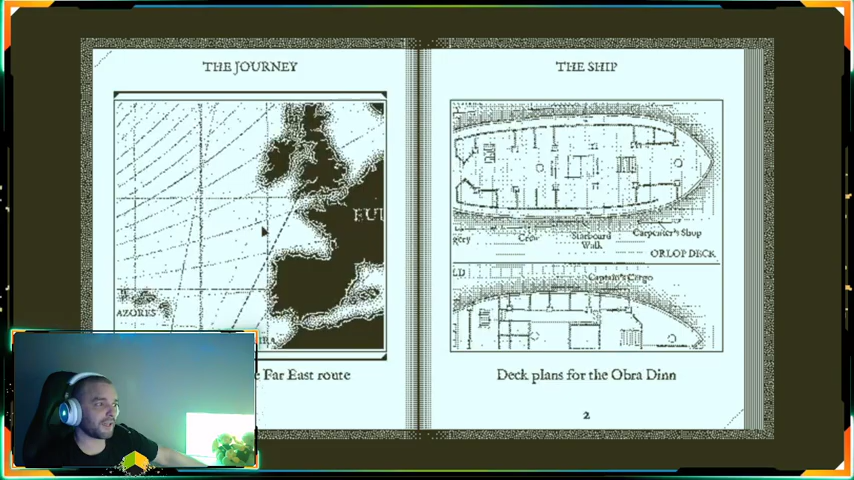 THE JOURNEY
EU
AZORES
Far East route
THE SHIP
Crew
Starboard
Walk
Carpenter's Shop
ORLOP DECK
Captain's Cargo
Deck plans for the Obra Dinn
2